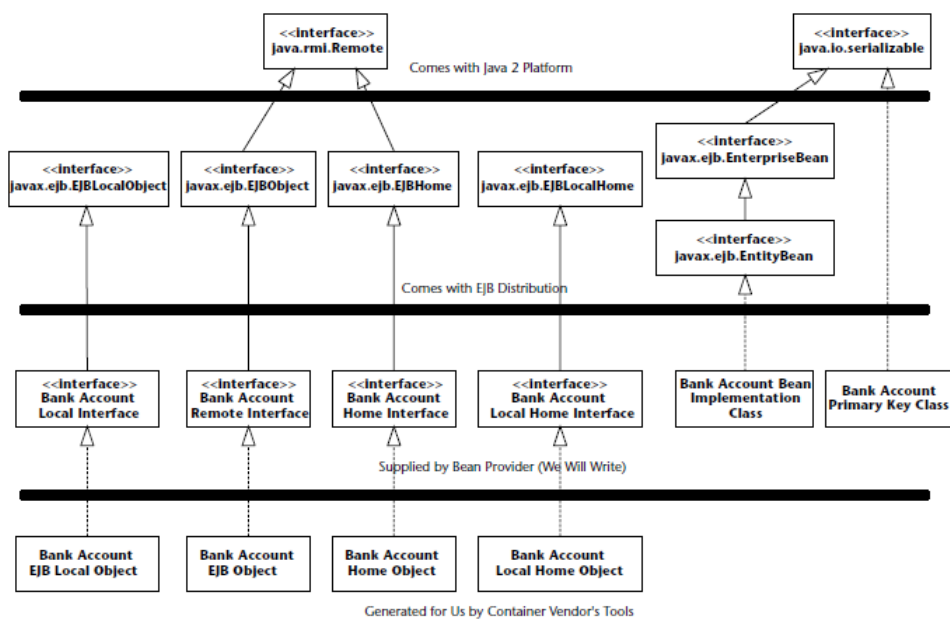 <<interface>>
java.rmi.Remote
<<interface>>
java.io.serializable
Comes with Java 2 Platform
<<interface>>
javax.ejb.EJBLocalObject
<<interface>>
javax.ejb.EJBObject
<<interface>>
javax.ejb.EJBHome
<<interface>>
javax.ejb.EJBLocalHome
<<interface>>
javax.ejb.EnterpriseBean
<<interface>>
javax.ejb.EntityBean
Comes with EJB Distribution
<<interface>>
Bank Account
Local Interface
<<interface>>
Bank Account
Remote Interface
<<interface>>
Bank Account
Home Interface
<<interface>>
Bank Account
Local Home Interface
Bank Account Bean
Implementation
Class
Bank Account
Primary Key Class
Supplied by Bean Provider (We Will Write)
Bank Account
EJB Local Object
Bank Account
EJB Object
Bank Account
Home Object
Bank Account
Local Home Object
Generated for Us by Container Vendor's Tools